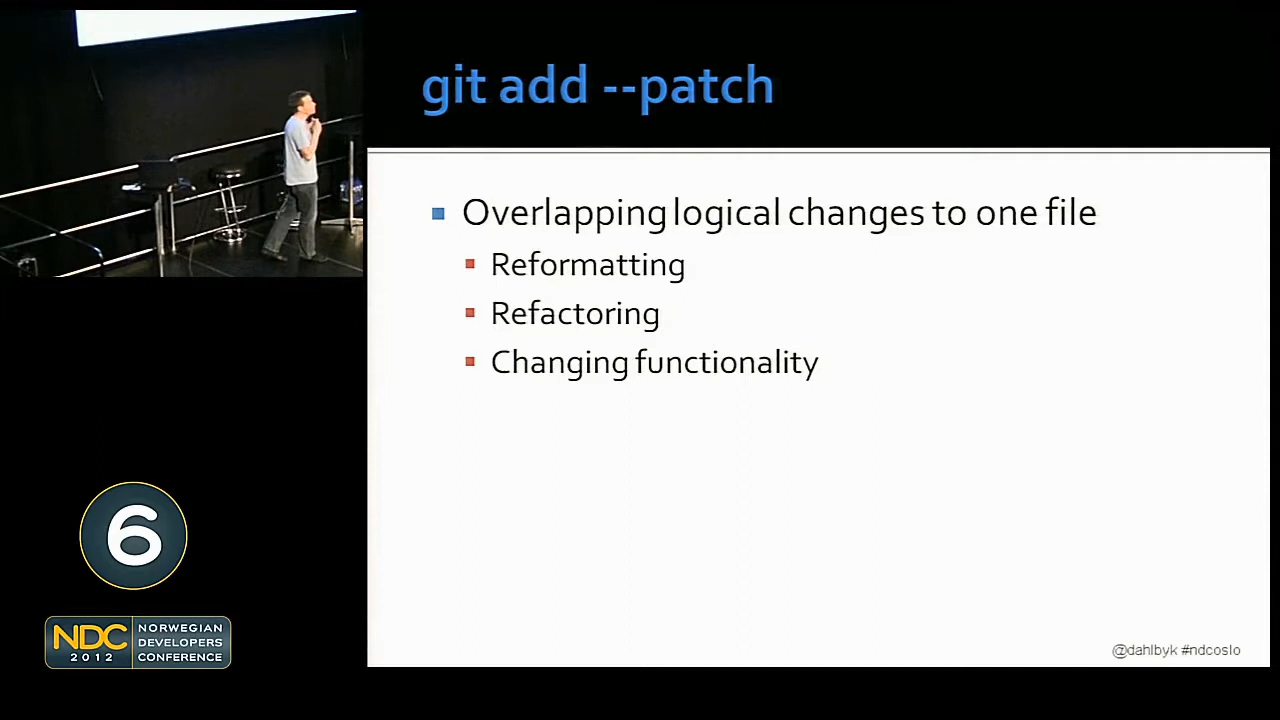 git add --patch
Overlapping logical changes to one file
Reformatting
Refactoring
Changing functionality
6
NDC
2012
NORWEGIAN
DEVELOPERS
CONFERENCE
@dahlbyk #ndcoslo